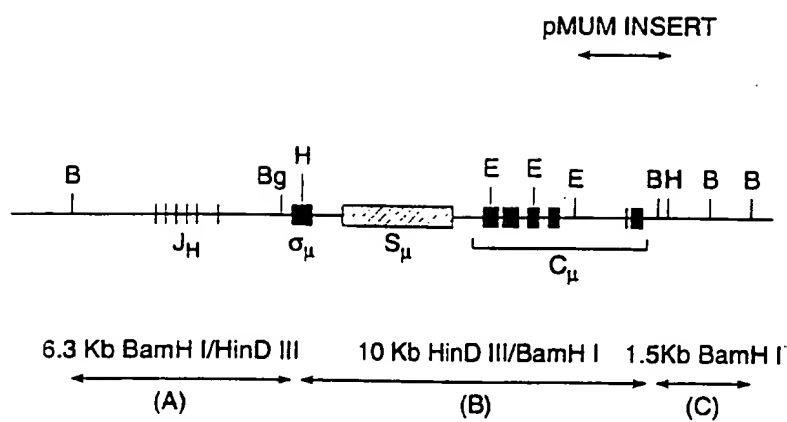 pMUM INSERT
B Bg H E E E B H B B
J_H σ_μ S_μ C_μ
6.3 Kb BamH I/HinD III 10 Kb HinD III/BamH I 1.5Kb BamH I
(A) (B) (C)